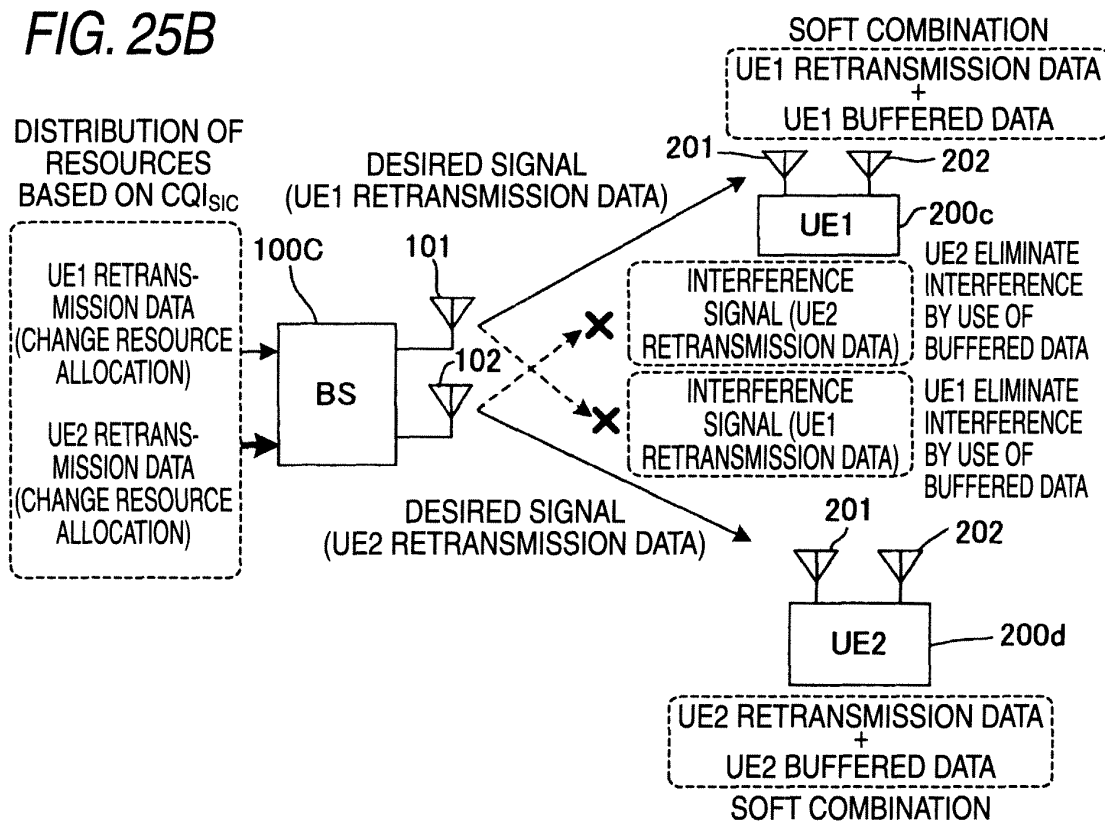 FIG. 25B
SOFT COMBINATION
UE1 RETRANSMISSION DATA
+
UE1 BUFFERED DATA
DISTRIBUTION OF
RESOURCES
BASED ON CQISIC
DESIRED SIGNAL
(UE1 RETRANSMISSION DATA)
201
202
UE1
200c
100C
101
UE1 RETRANS-
MISSION DATA
(CHANGE RESOURCE
ALLOCATION)
BS
102
UE2 RETRANS-
MISSION DATA
(CHANGE RESOURCE
ALLOCATION)
INTERFERENCE
SIGNAL (UE2
RETRANSMISSION DATA)
UE2 ELIMINATE
INTERFERENCE
BY USE OF
BUFFERED DATA
INTERFERENCE
SIGNAL (UE1
RETRANSMISSION DATA)
UE1 ELIMINATE
INTERFERENCE
BY USE OF
BUFFERED DATA
DESIRED SIGNAL
(UE2 RETRANSMISSION DATA)
201
202
UE2
200d
UE2 RETRANSMISSION DATA
+
UE2 BUFFERED DATA
SOFT COMBINATION